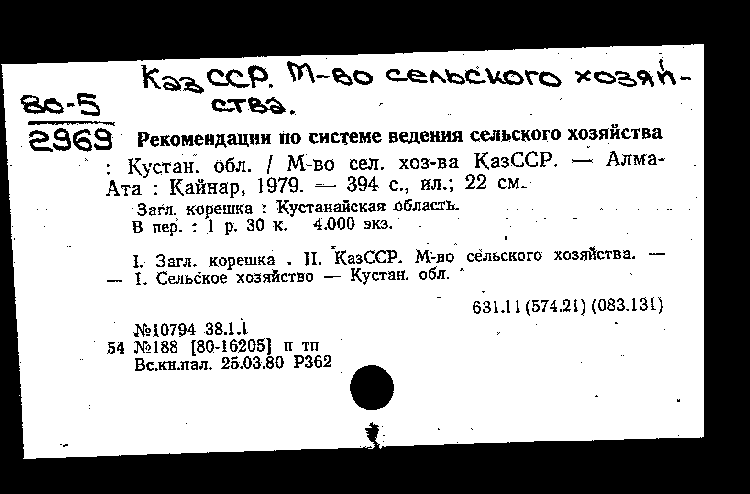 КазССР. М-во сельского хозяй-
ства.
80-5
2969
Рекомендации по системе ведения сельского хозяйства
: Кустан. обл. / М-во сел. хоз-ва КазССР. — Алма-
Ата : Кайнар, 1979. — 394 с., ил.; 22 см.
Загл. корешка : Кустанайская область.
В пер. : 1 р. 30 к. 4.000 экз.
I. Загл. корешка . II. КазССР. М-во сельского хозяйства. —
— 1. Сельское хозяйство — Кустан. обл.
631.11 (574.21) (083.131)
№10794 38.1.1
54 №188 [80-16205] п тп
Вс.кн.пал. 25.03.80 Р362